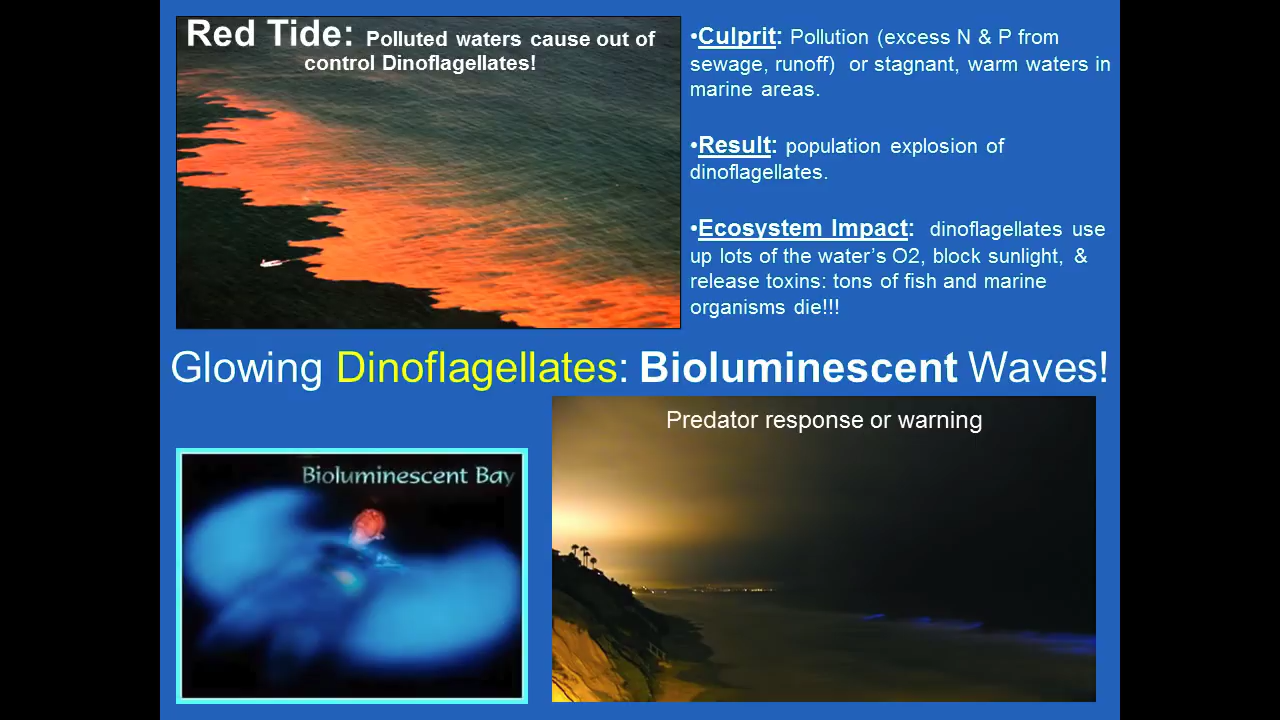 Red Tide: Polluted waters cause out of
control Dinoflagellates!
•Culprit: Pollution (excess N & P from
sewage, runoff) or stagnant, warm waters in
marine areas.
•Result: population explosion of
dinoflagellates.
•Ecosystem Impact: dinoflagellates use
up lots of the water's O2, block sunlight, &
release toxins: tons of fish and marine
organisms die!!!
Glowing Dinoflagellates: Bioluminescent Waves!
Predator response or warning
Bioluminescent Bay